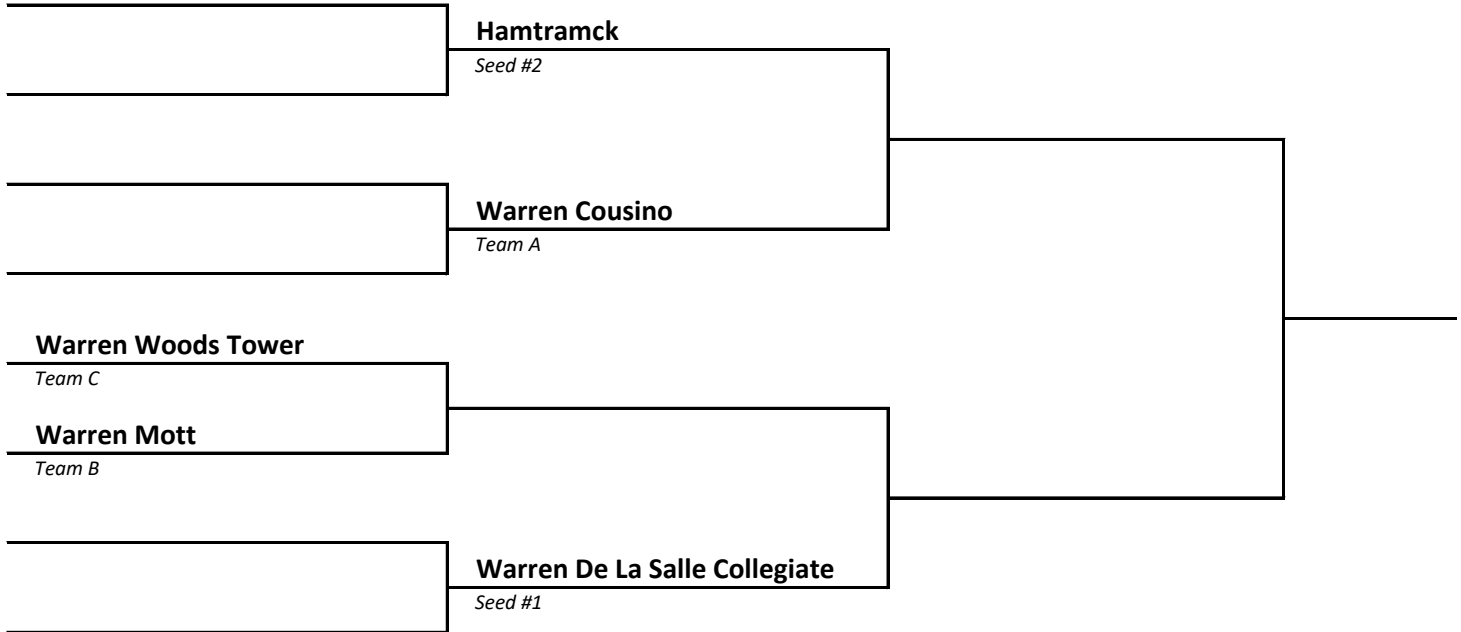 Hamtramck
Seed #2
Warren Cousino
Team A
Warren Woods Tower
Team C
Warren Mott
Team B
Warren De La Salle Collegiate
Seed #1